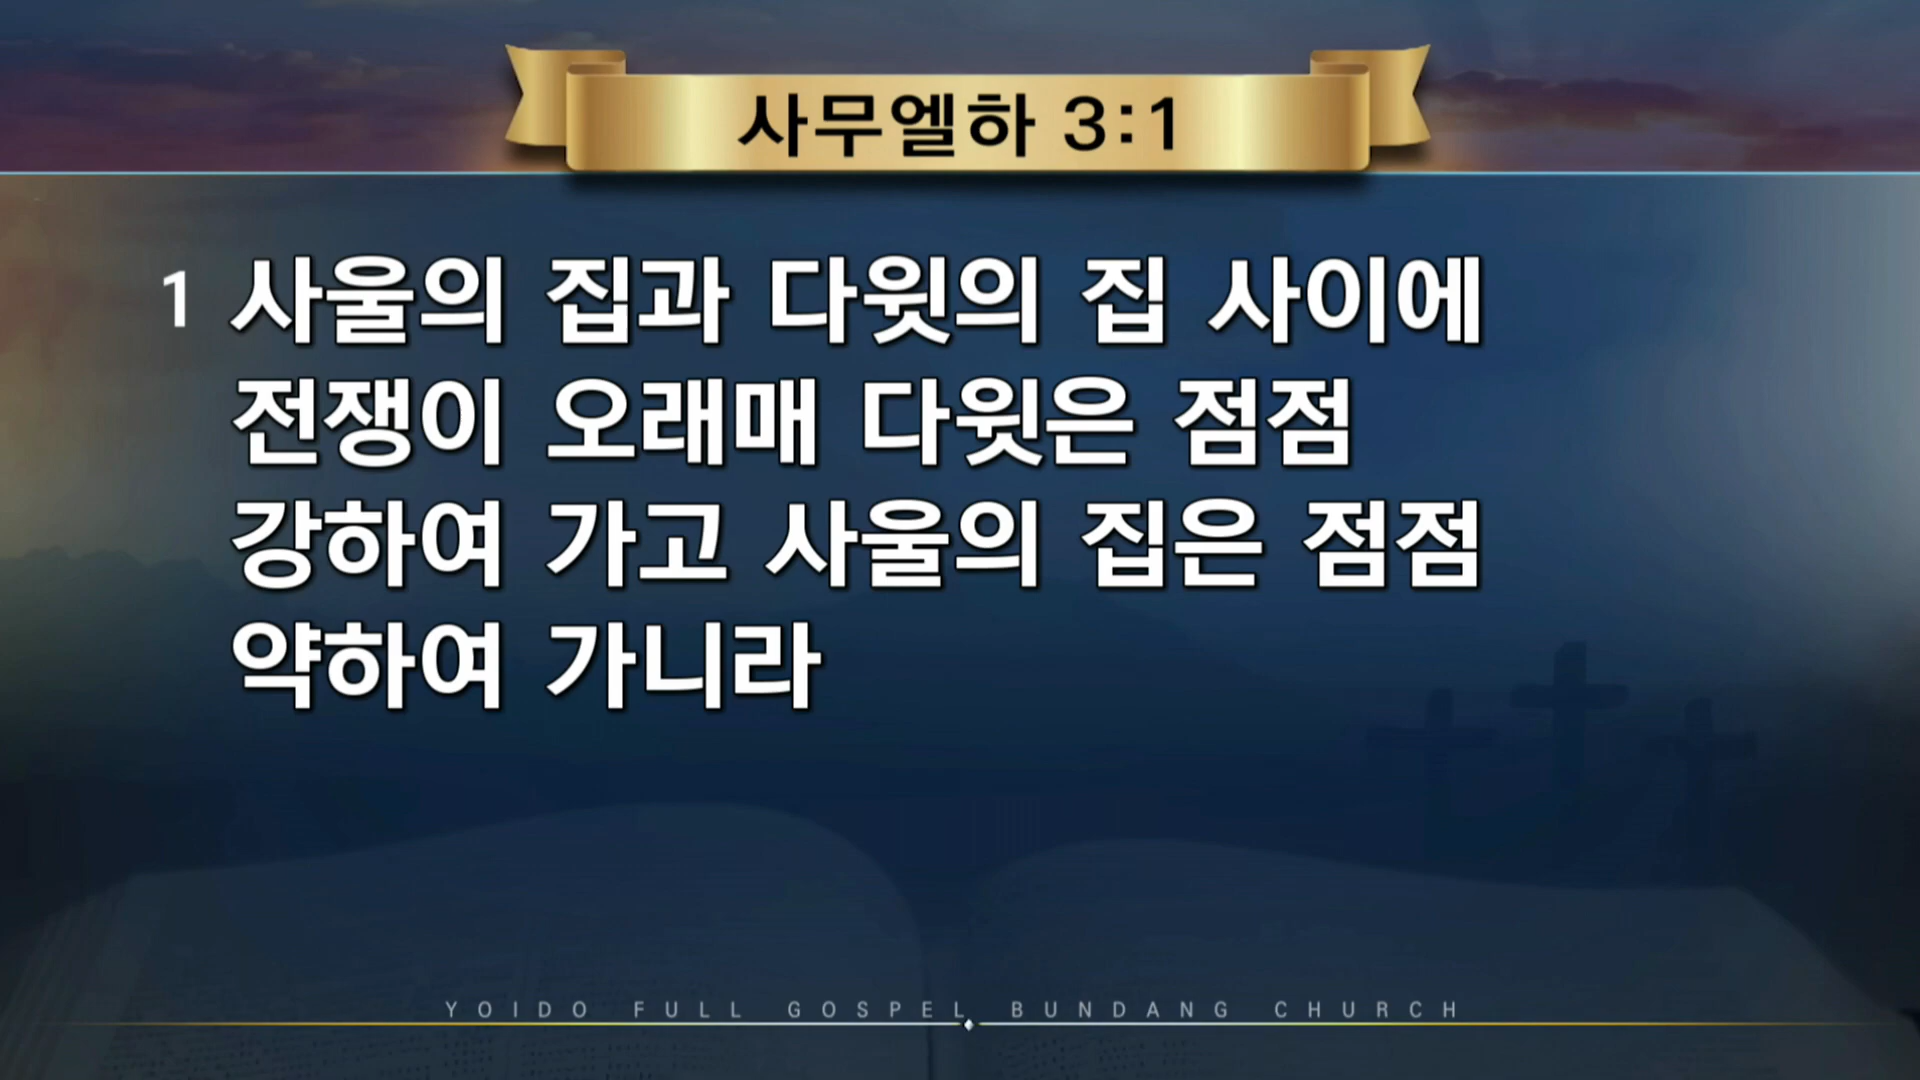 사무엘하 3:1
1 사울의 집과 다윗의 집 사이에
전쟁이 오래매 다윗은 점점
강하여 가고 사울의 집은 점점
약하여 가니라
YOIDO FULL GOSPEL BUNDANG CHURCH